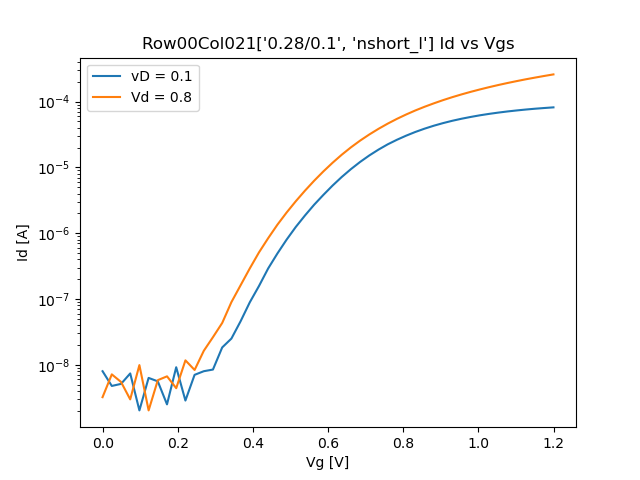 Row00Col021['0.28/0.1', 'nshort_l'] Id vs Vgs
vD = 0.1
Vd = 0.8
10⁻⁴
10⁻⁵
10⁻⁶
10⁻⁷
10⁻⁸
Id [A]
0.0 0.2 0.4 0.6 0.8 1.0 1.2
Vg [V]